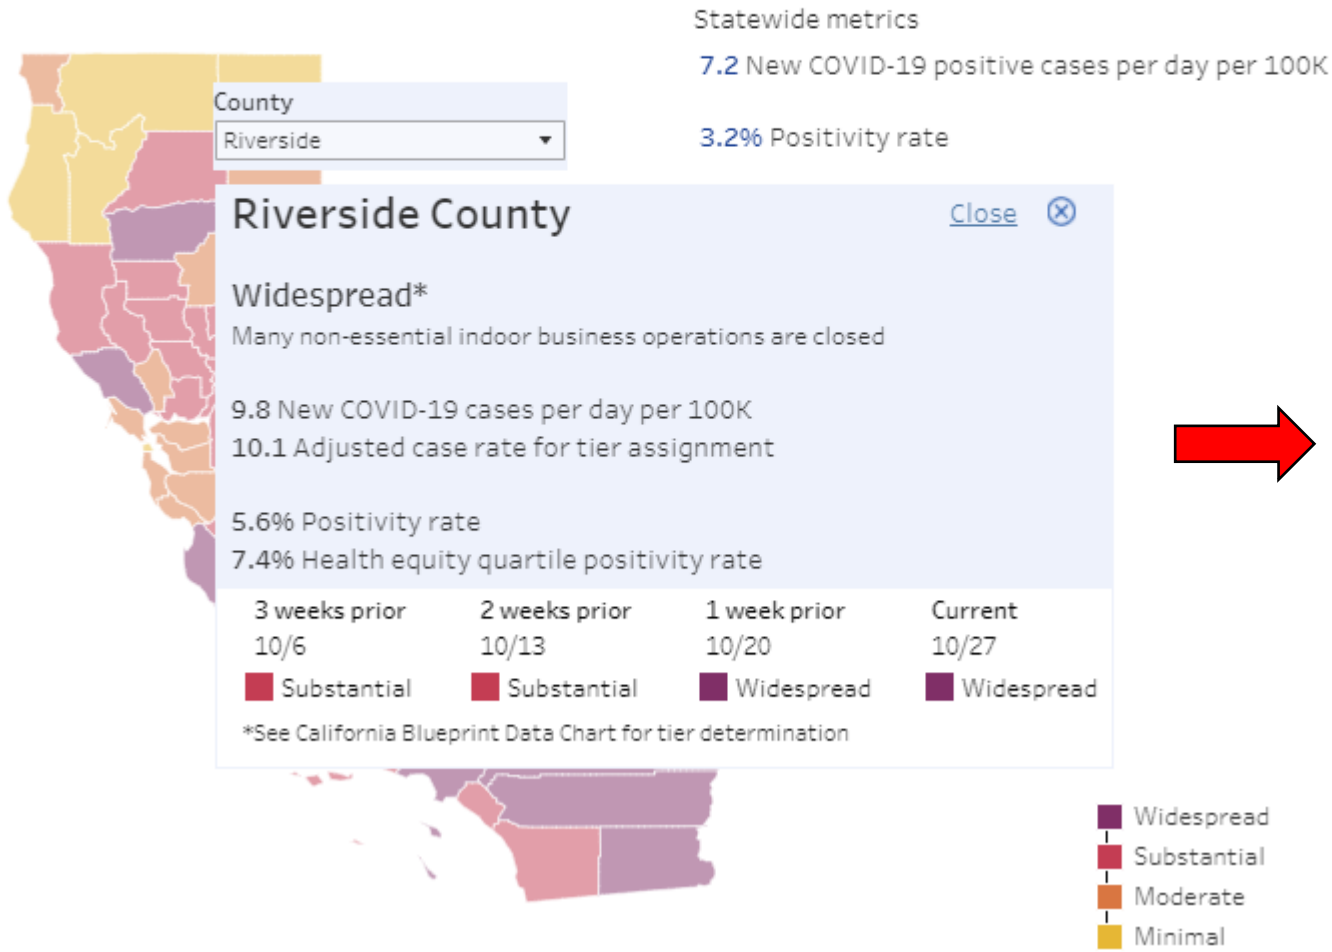 Statewide metrics
7.2 New COVID-19 positive cases per day per 100K
3.2% Positivity rate
County
Riverside
Riverside County
Close
Widespread*
Many non-essential indoor business operations are closed
9.8 New COVID-19 cases per day per 100K
10.1 Adjusted case rate for tier assignment
5.6% Positivity rate
7.4% Health equity quartile positivity rate
3 weeks prior 2 weeks prior 1 week prior Current
10/6 10/13 10/20 10/27
Substantial Substantial Widespread Widespread
*See California Blueprint Data Chart for tier determination
Widespread
Substantial
Moderate
Minimal